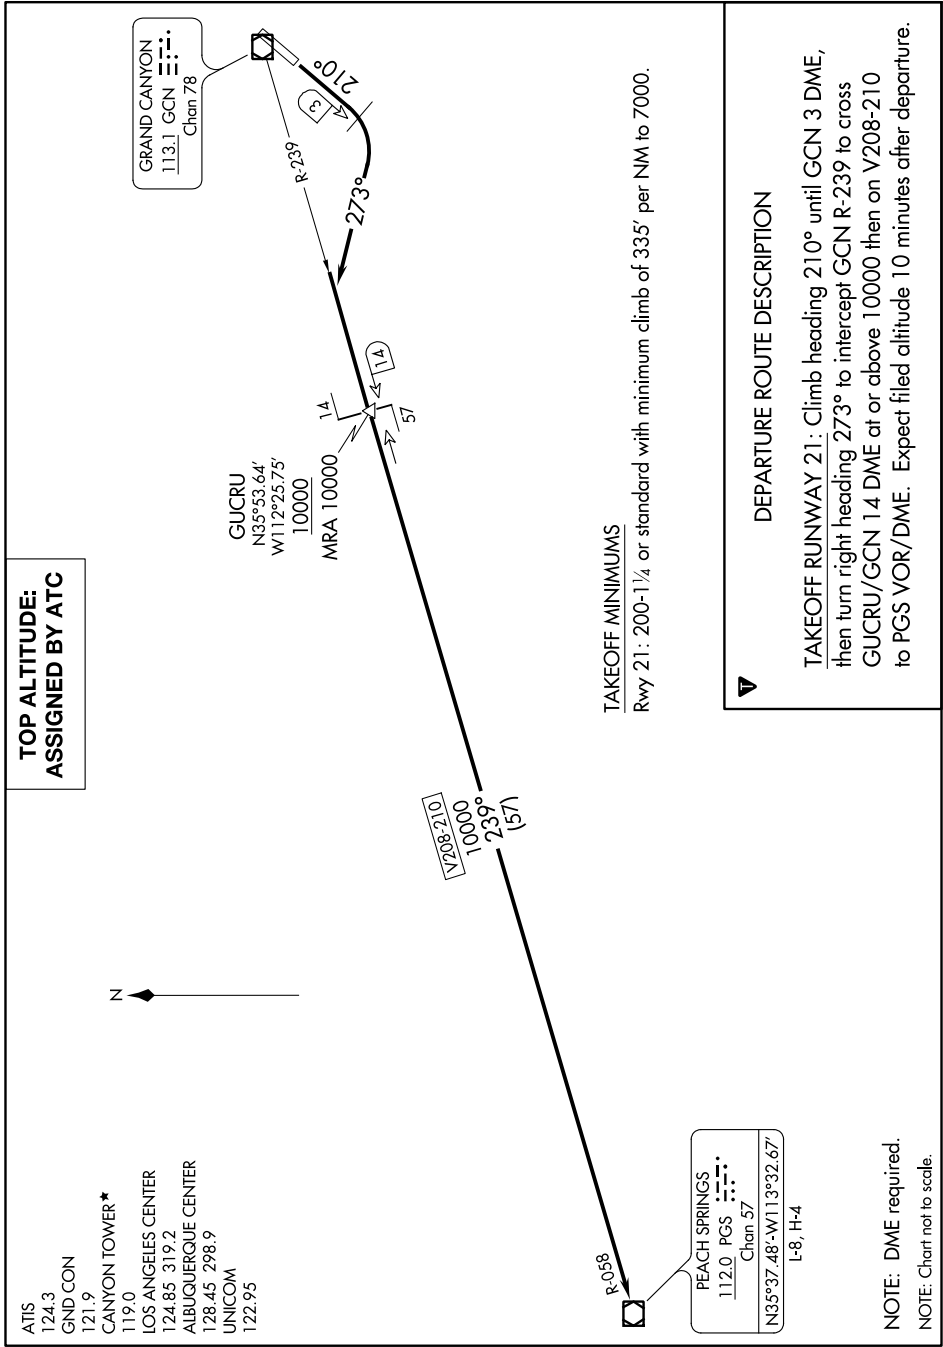 ATIS
124.3
GND CON
121.9
CANYON TOWER★
119.0
LOS ANGELES CENTER
124.85 319.2
ALBUQUERQUE CENTER
128.45 298.9
UNICOM
122.95
TOP ALTITUDE:
ASSIGNED BY ATC
GRAND CANYON
113.1 GCN
Chan 78
N
GUCRU
N35°53.64'
W112°25.75'
10000
MRA 10000
14
57
14
R-239
210°
3
273°
V208-210
10000
239°
(57)
R-058
PEACH SPRINGS
112.0 PGS
Chan 57
N35°37.48'-W113°32.67'
L-8, H-4
TAKEOFF MINIMUMS
Rwy 21: 200-1¼ or standard with minimum climb of 335' per NM to 7000.
NOTE: DME required.
NOTE: Chart not to scale.
T
DEPARTURE ROUTE DESCRIPTION
TAKEOFF RUNWAY 21: Climb heading 210° until GCN 3 DME,
then turn right heading 273° to intercept GCN R-239 to cross
GUCRU/GCN 14 DME at or above 10000 then on V208-210
to PGS VOR/DME. Expect filed altitude 10 minutes after departure.